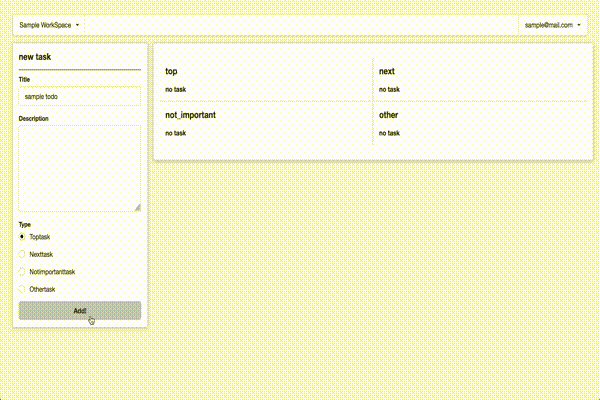 Sample WorkSpace
sample@mail.com
new task
Title
sample todo
Description
Type
Toptask
Nexttask
Notimportanttask
Othertask
Add!
top
no task
next
no task
not_important
no task
other
no task